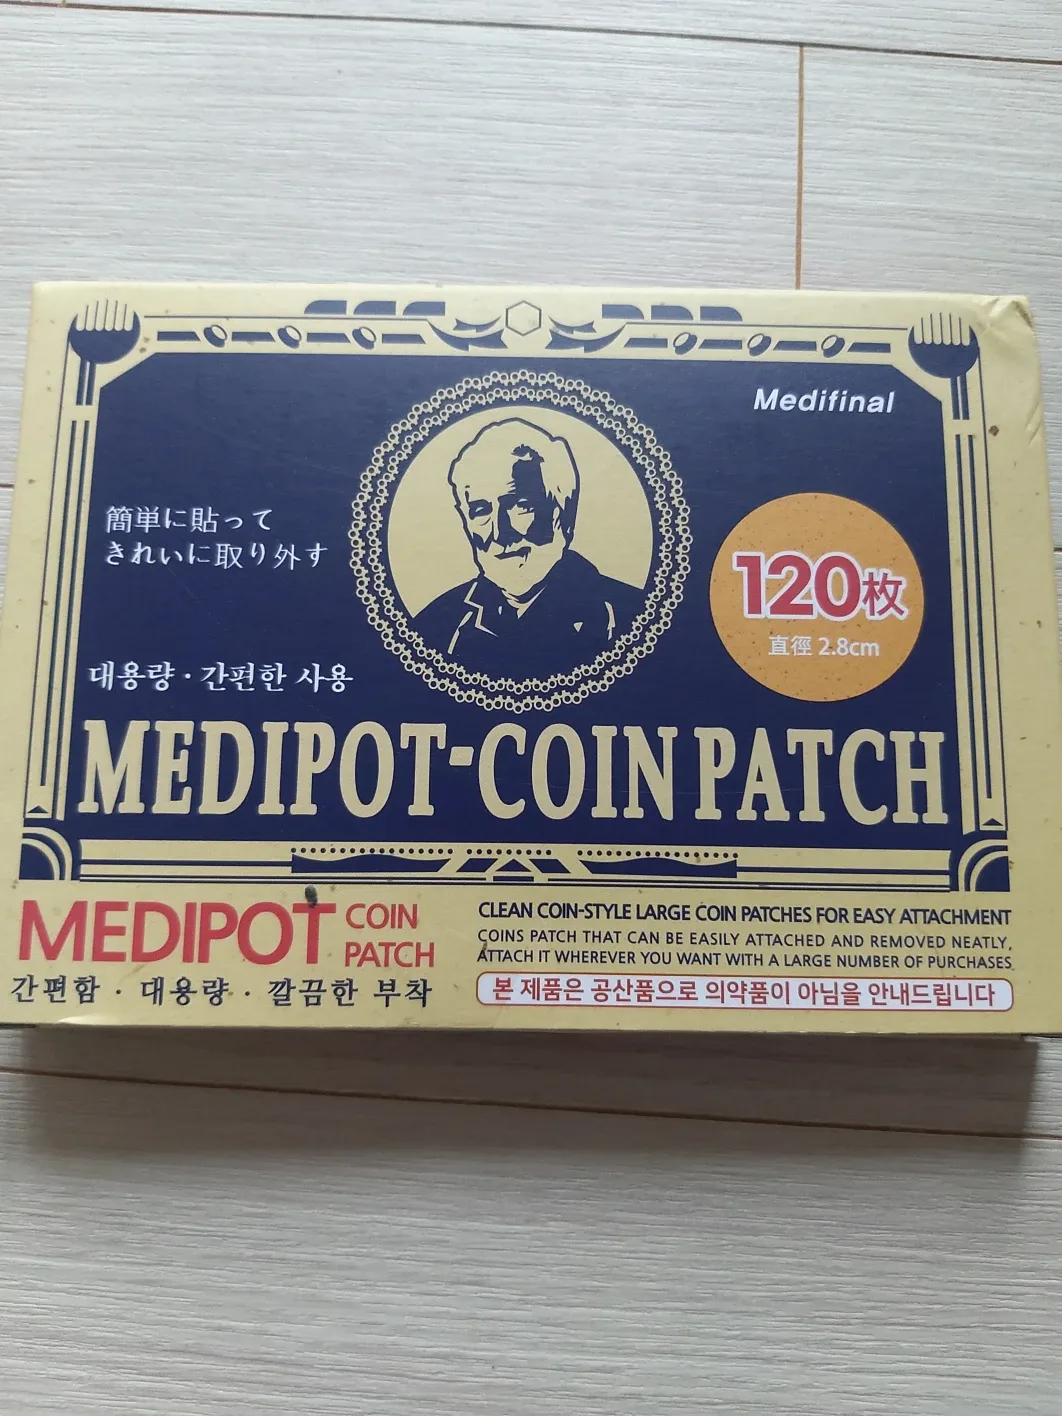 Medifinal
簡単に貼って
きれいに取り外す
120枚
直徑 2.8cm
대용량·간편한 사용
MEDIPOT-COIN PATCH
MEDIPOT COIN PATCH
간편함 · 대용량 · 깔끔한 부착
CLEAN COIN-STYLE LARGE COIN PATCHES FOR EASY ATTACHMENT
COINS PATCH THAT CAN BE EASILY ATTACHED AND REMOVED NEATLY,
ATTACH IT WHEREVER YOU WANT WITH A LARGE NUMBER OF PURCHASES
본 제품은 공산품으로 의약품이 아님을 안내드립니다